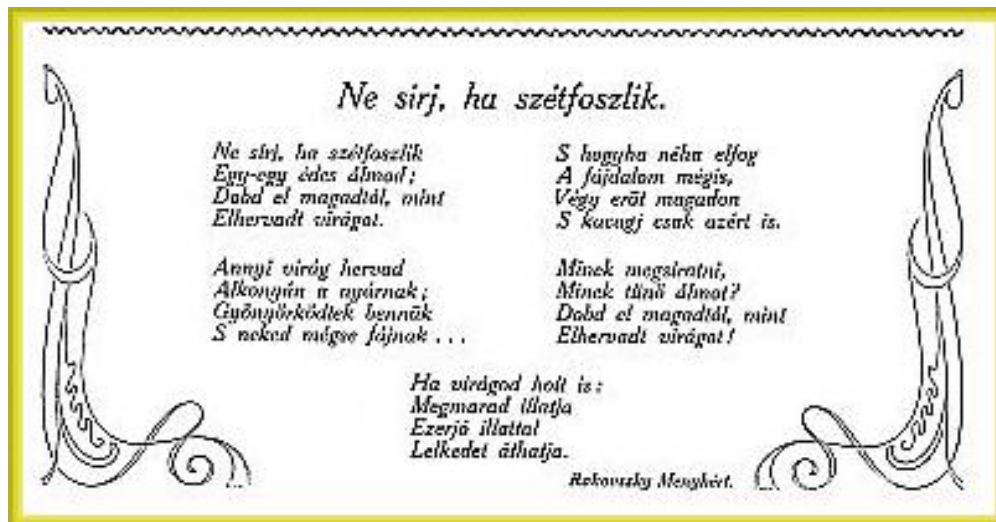 Ne sirj, ha szétfoszlik.
Ne sirj, ha szétfoszlik
Egy-egy édes álmod;
Dobd el magadtól, mint
Elhervadt virágot.
Annyi virág hervad
Alkonyán a nyárnak;
Gyönyörködtek bennük
S neked mégse fájnak . . .
S hogyha néha elfog
A fájdalom mégis,
Végy erőt magadon
S kacagj csak azért is.
Minek megsiratni,
Minek tünő álmot?
Dobd el magadtól, mint
Elhervadt virágot!
Ha virágod holt is:
Megmarad illatja
Ezerjó illattal
Lelkedet áthatja.
Rakovszky Menyhért.